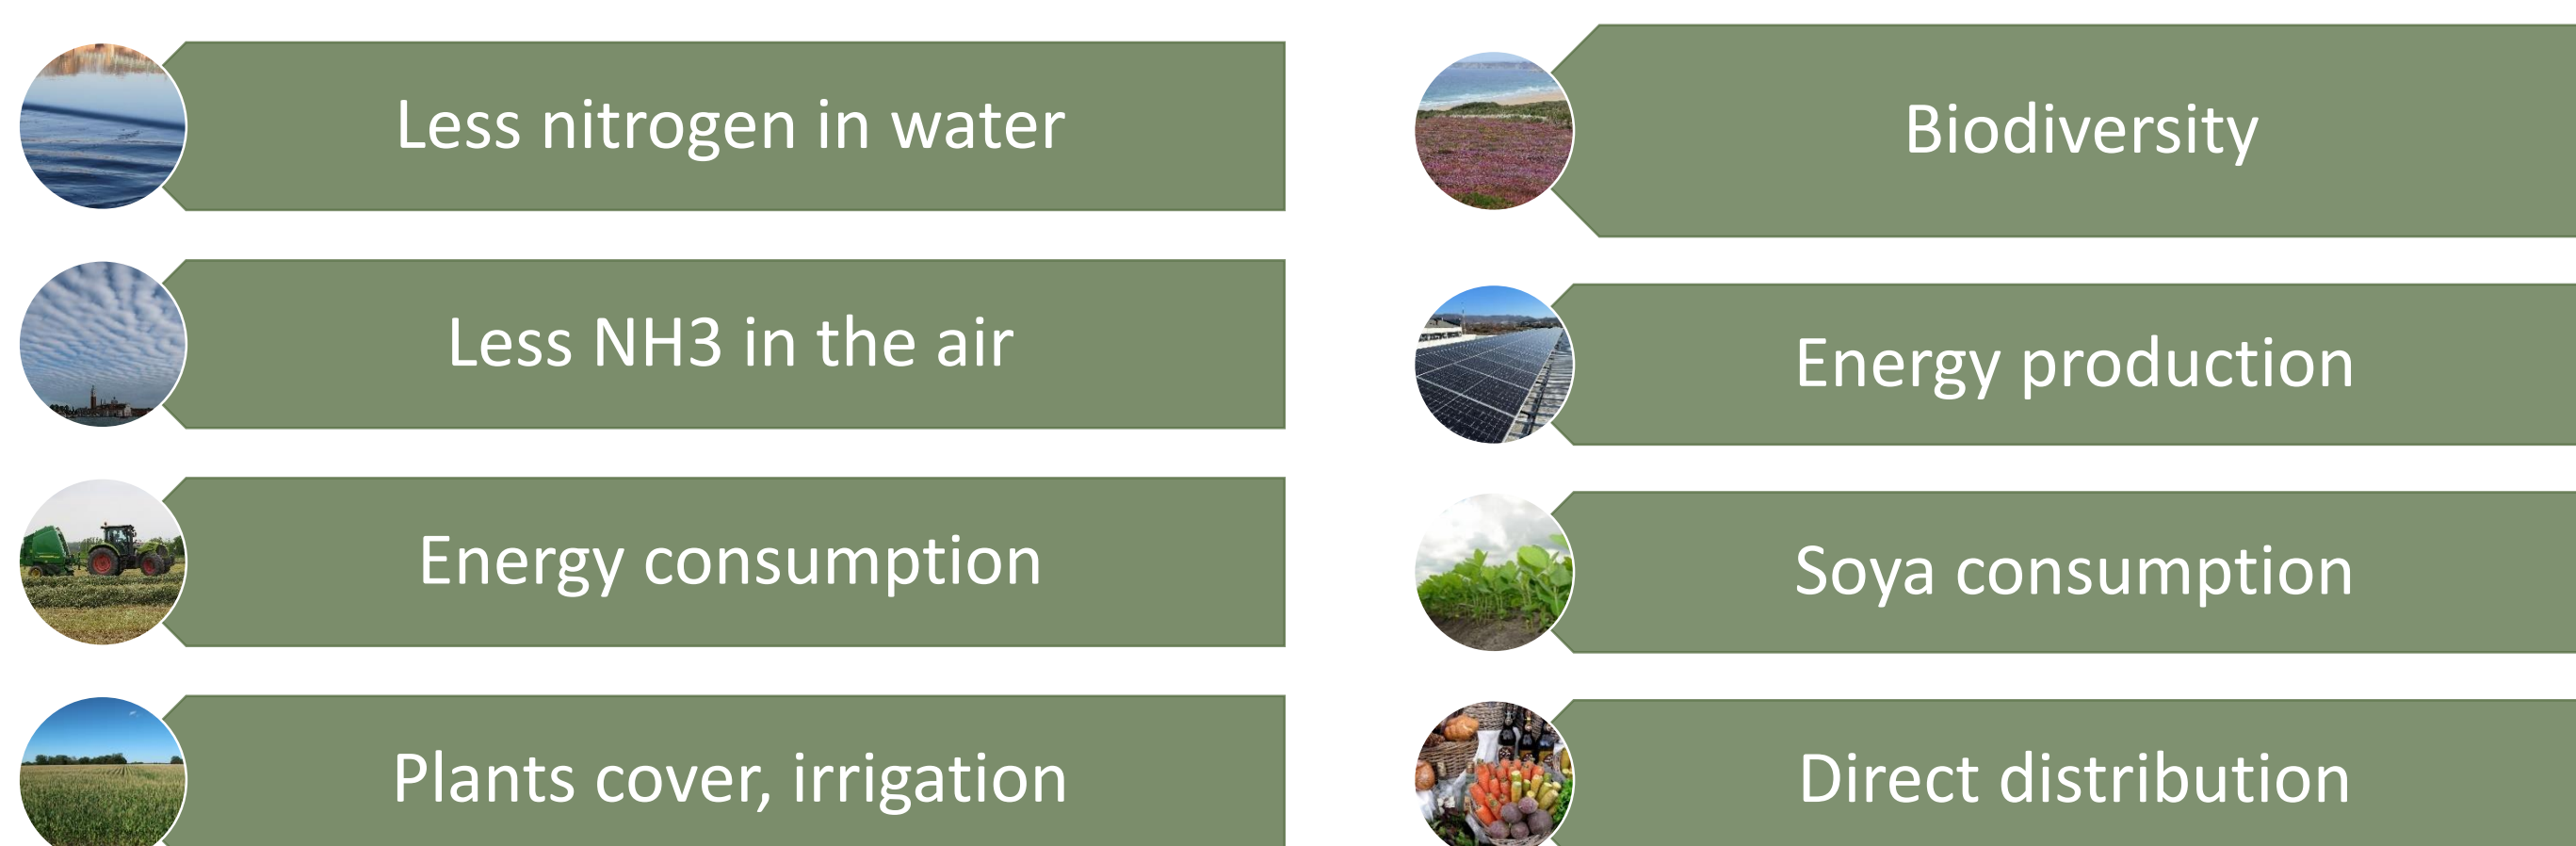 Less nitrogen in water
Less NH3 in the air
Energy consumption
Plants cover, irrigation
Biodiversity
Energy production
Soya consumption
Direct distribution